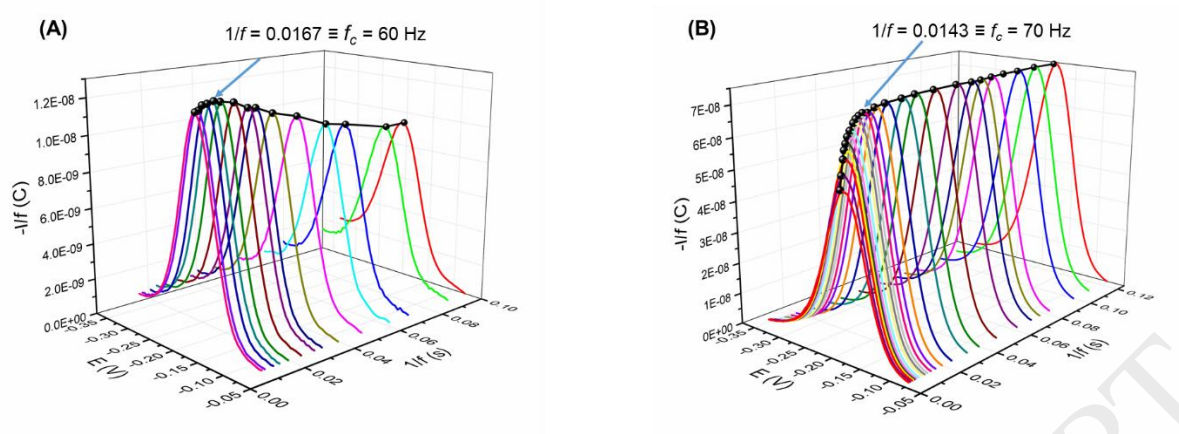 (A)
1/f = 0.0167 ≡ fc = 60 Hz
1.2E-08
1.0E-08
8.0E-09
6.0E-09
4.0E-09
2.0E-09
0.0E+00
-I/f (C)
-0.35
-0.30
-0.25
-0.20
-0.15
-0.10
-0.05
E (V)
0.00
0.02
0.04
0.06
0.08
0.10
1/f (s)
(B)
1/f = 0.0143 ≡ fc = 70 Hz
7E-08
6E-08
5E-08
4E-08
3E-08
2E-08
1E-08
0E+00
-I/f (C)
-0.35
-0.30
-0.25
-0.20
-0.15
-0.10
-0.05
E (V)
0.00
0.02
0.04
0.06
0.08
0.10
0.12
1/f (s)
RT